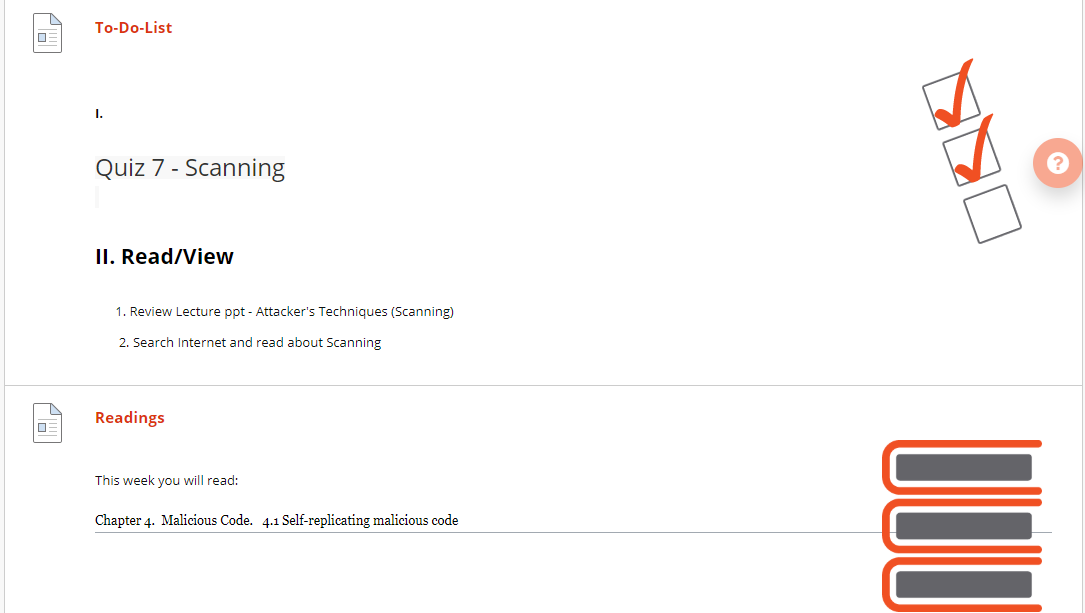 To-Do-List
I.
Quiz 7 - Scanning
?
II. Read/View
1. Review Lecture ppt - Attacker's Techniques (Scanning)
2. Search Internet and read about Scanning
Readings
This week you will read:
Chapter 4. Malicious Code. 4.1 Self-replicating malicious code